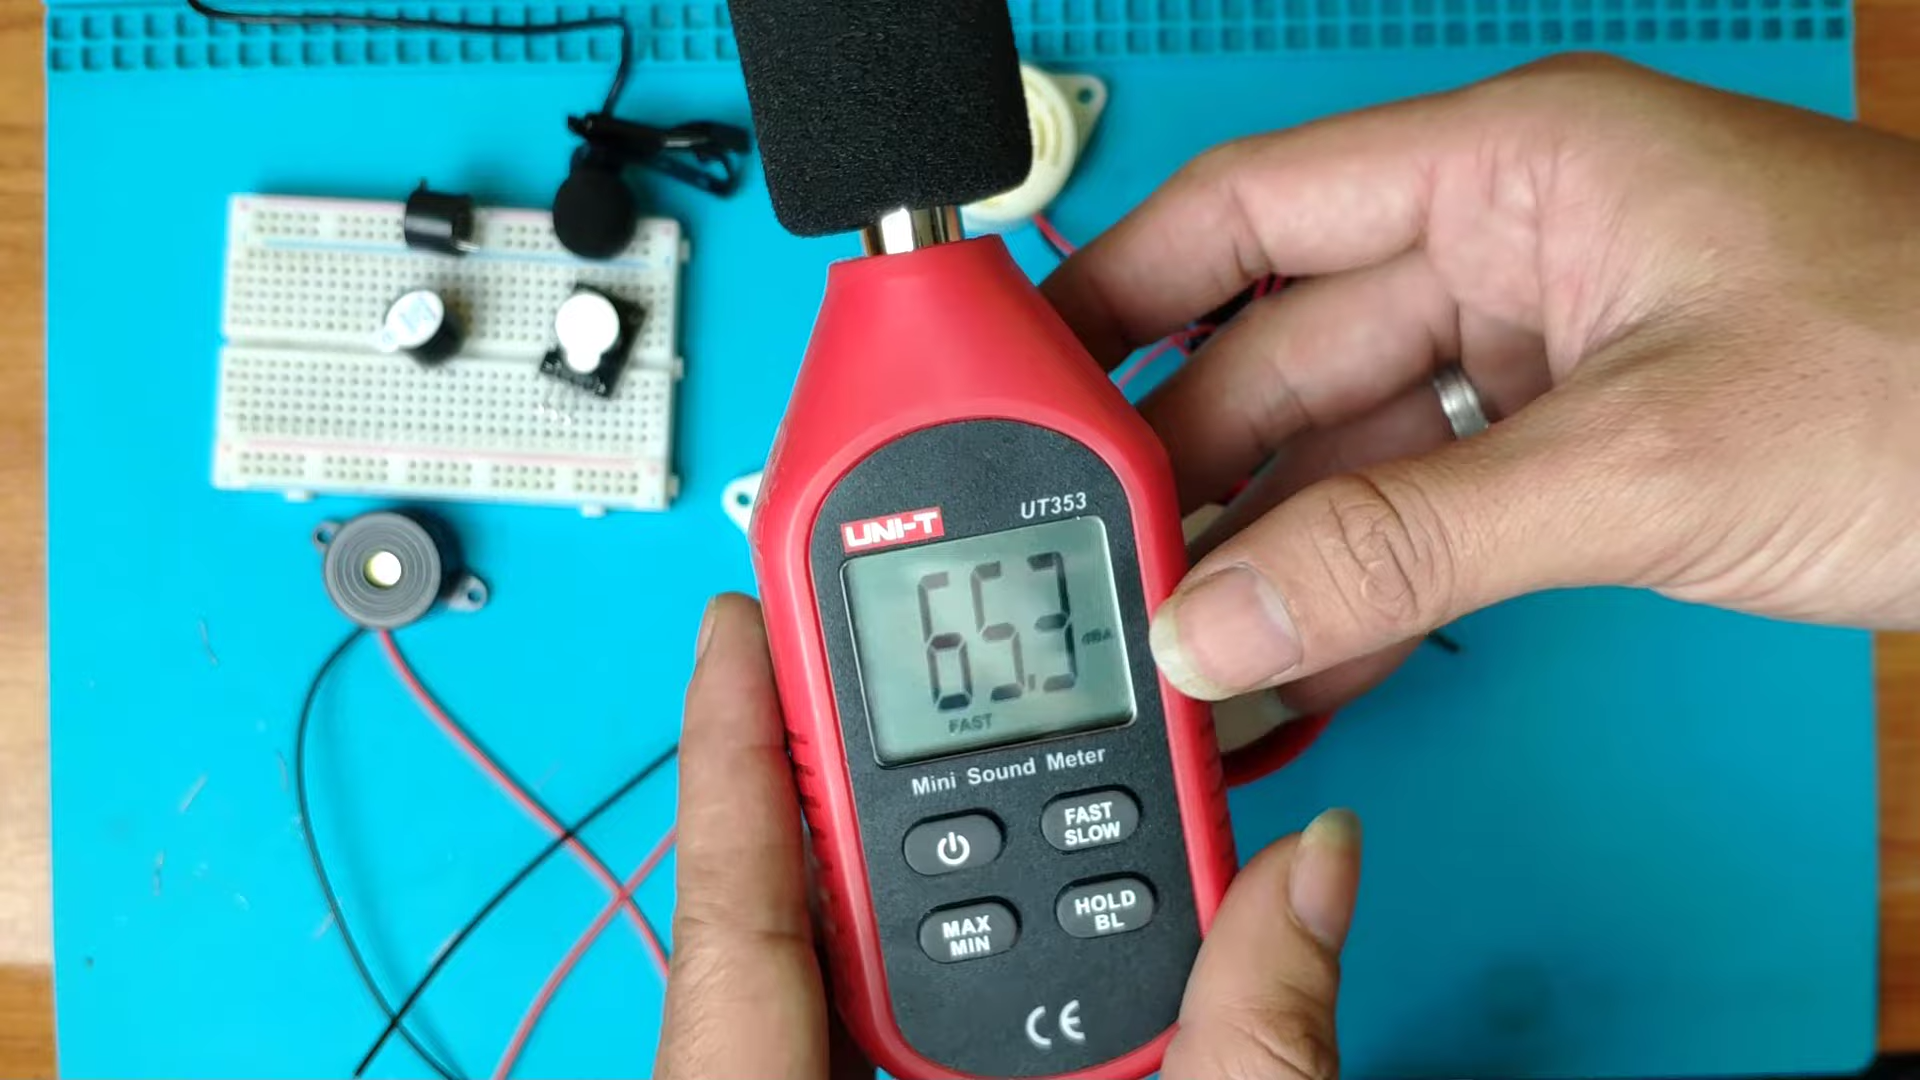 UNI-T
UT353
65.3
dBA
FAST
Mini Sound Meter
FAST
SLOW
MAX
MIN
HOLD
BL
CE